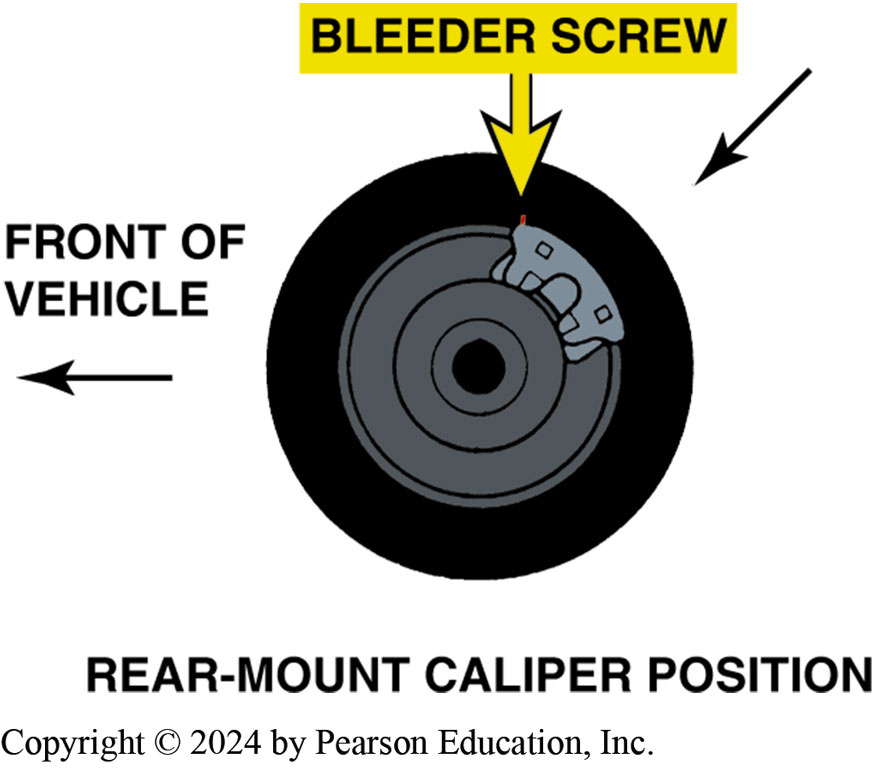 BLEEDER SCREW
FRONT OF
VEHICLE
REAR-MOUNT CALIPER POSITION
Copyright © 2024 by Pearson Education, Inc.